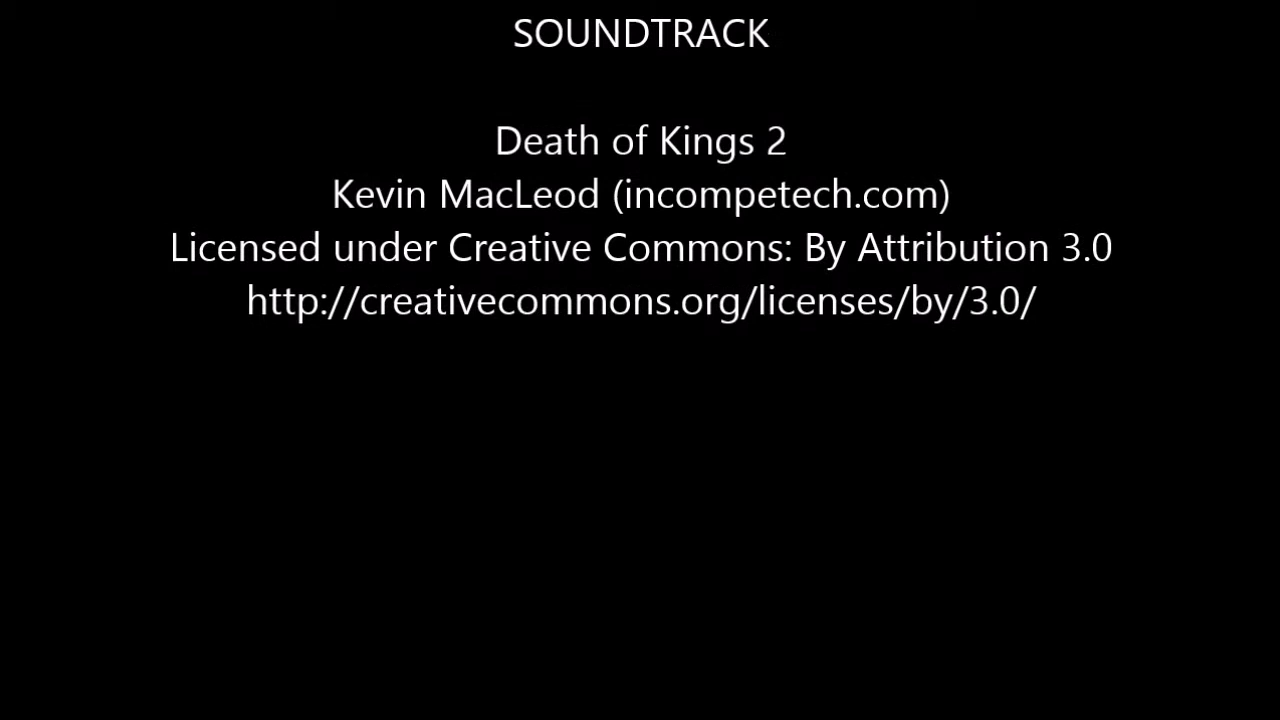 SOUNDTRACK
Death of Kings 2
Kevin MacLeod (incompetech.com)
Licensed under Creative Commons: By Attribution 3.0
http://creativecommons.org/licenses/by/3.0/